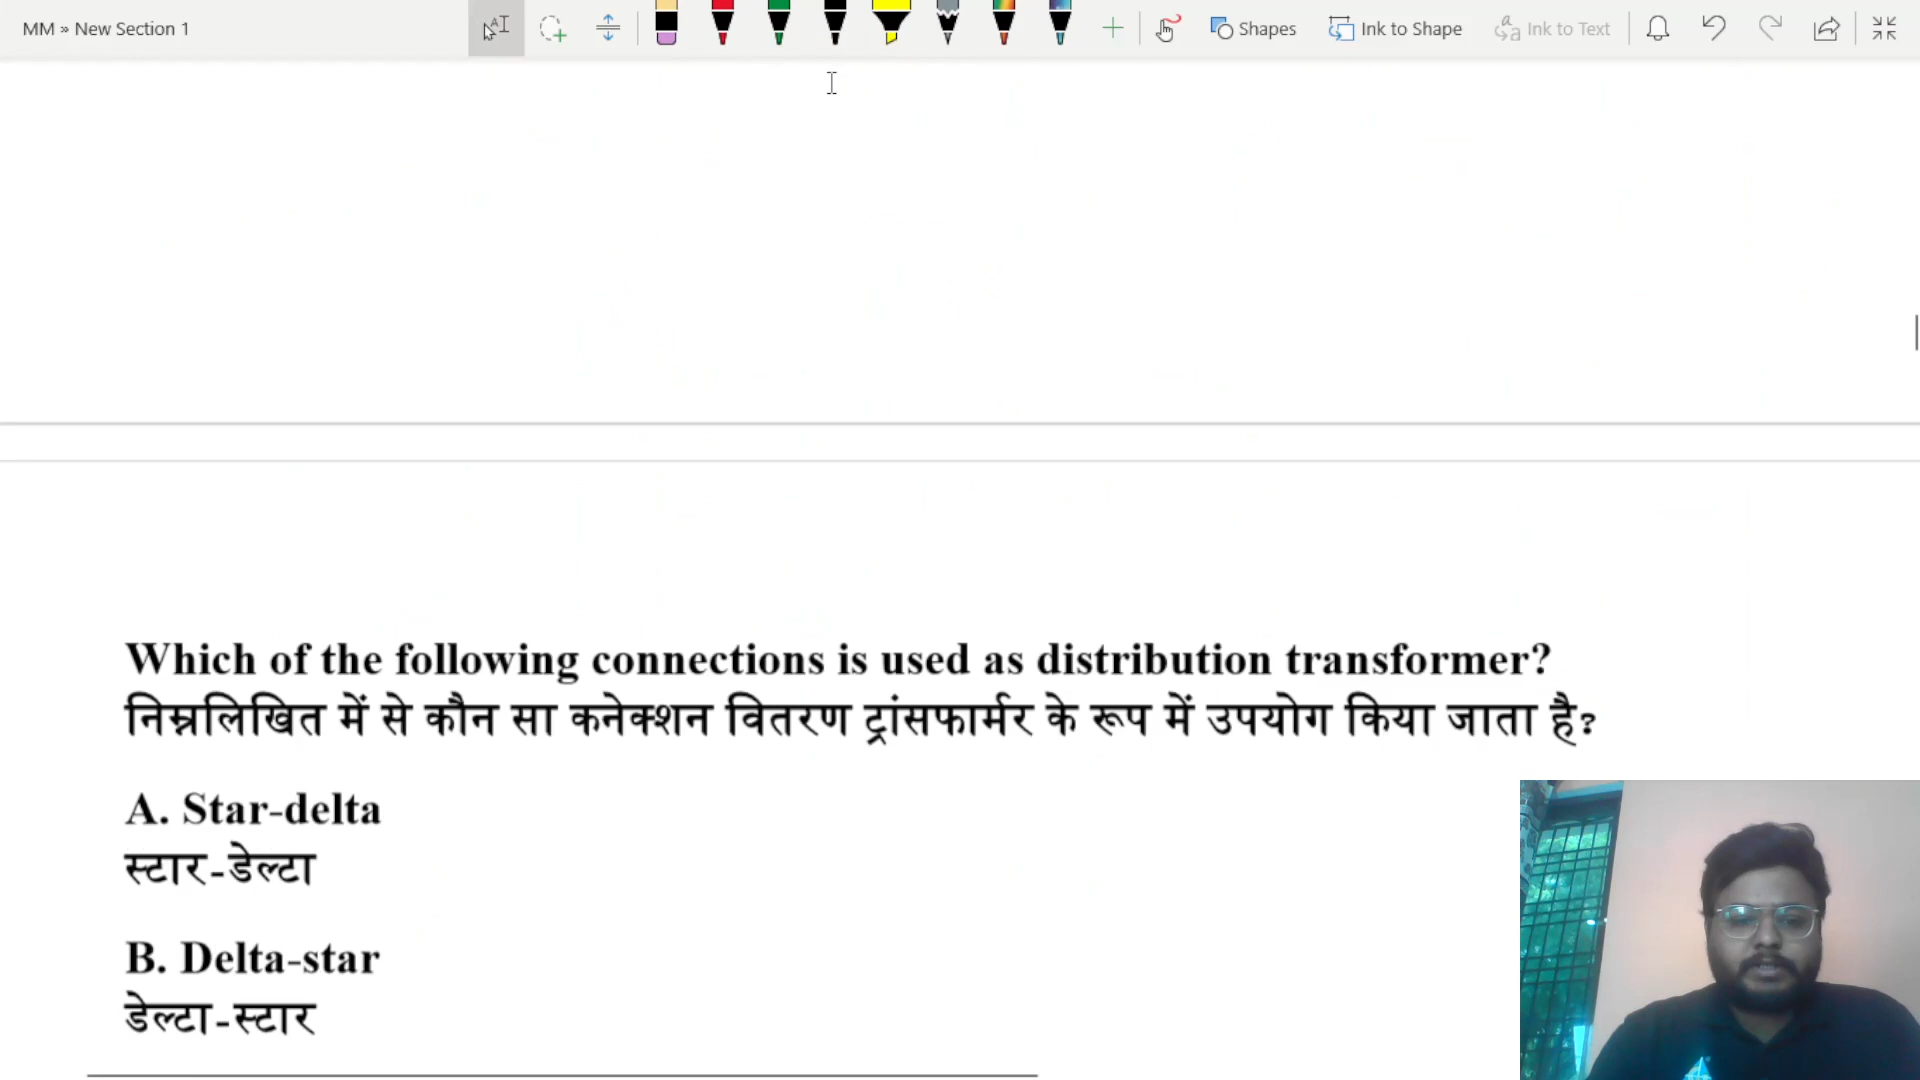 MM » New Section 1
Shapes
Ink to Shape
Ink to Text
Which of the following connections is used as distribution transformer?
निम्नलिखित में से कौन सा कनेक्शन वितरण ट्रांसफार्मर के रूप में उपयोग किया जाता है?
A. Star-delta
स्टार-डेल्टा
B. Delta-star
डेल्टा-स्टार